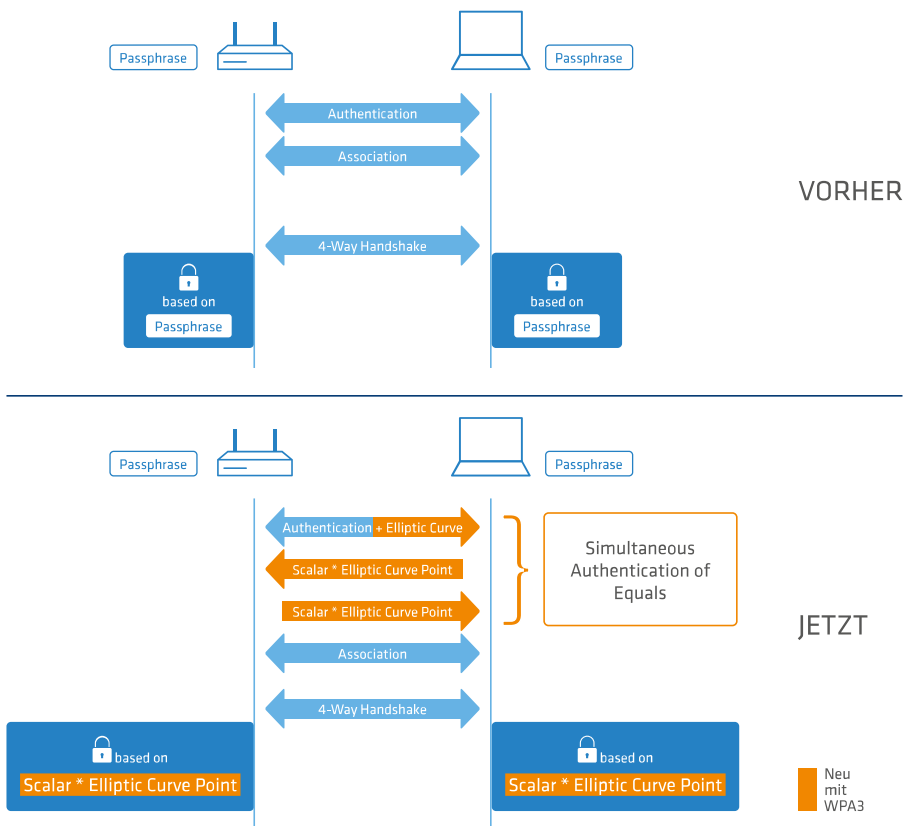 Passphrase
Passphrase
Authentication
Association
VORHER
4-Way Handshake
based on
Passphrase
based on
Passphrase
Passphrase
Passphrase
Authentication + Elliptic Curve
Scalar * Elliptic Curve Point
Scalar * Elliptic Curve Point
Simultaneous
Authentication of
Equals
JETZT
Association
4-Way Handshake
based on
Scalar * Elliptic Curve Point
based on
Scalar * Elliptic Curve Point
Neu
mit
WPA3